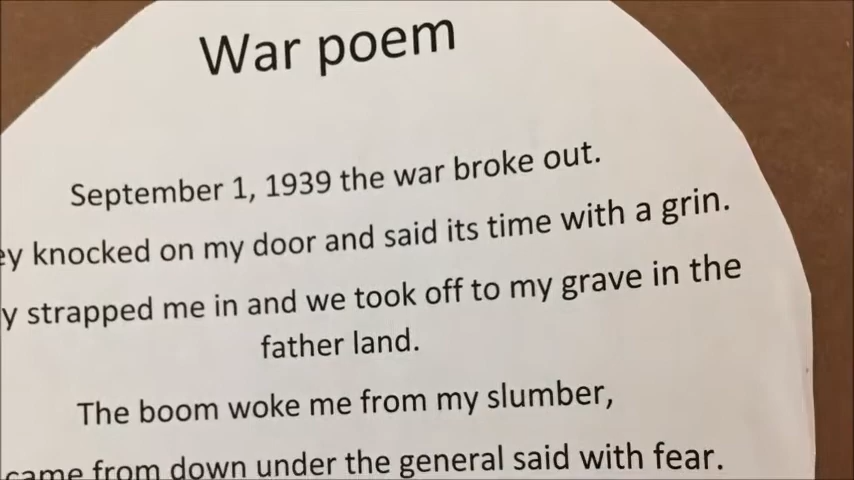 War poem
September 1, 1939 the war broke out.
knocked on my door and said its time with a grin.
strapped me in and we took off to my grave in the
father land.
The boom woke me from my slumber,
came from down under the general said with fear.